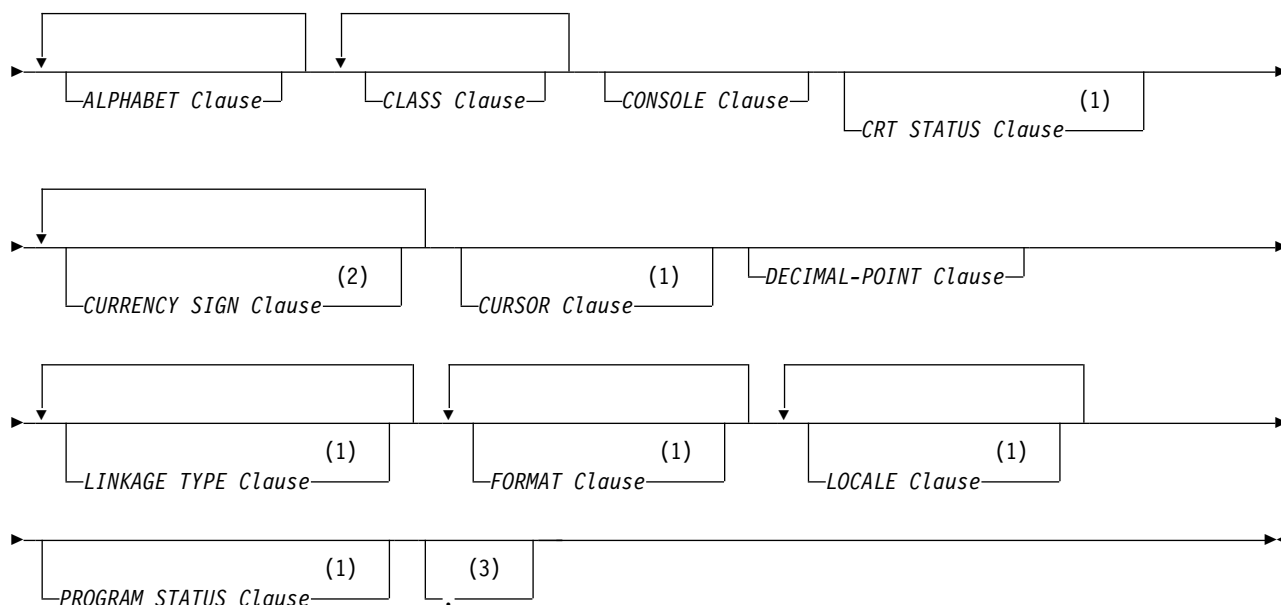 ALPHABET Clause CLASS Clause CONSOLE Clause (1)
CRT STATUS Clause
(2) (1) DECIMAL-POINT Clause
CURRENCY SIGN Clause CURSOR Clause
(1) (1) (1)
LINKAGE TYPE Clause FORMAT Clause LOCALE Clause
(1) (3)
PROGRAM STATUS Clause .